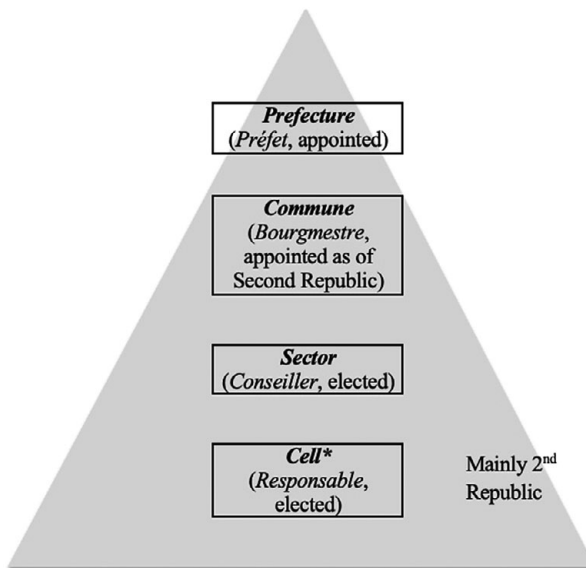 Prefecture
(Préfet, appointed)
Commune
(Bourgmestre,
appointed as of
Second Republic)
Sector
(Conseiller, elected)
Cell*
(Responsable,
elected)
Mainly 2nd
Republic